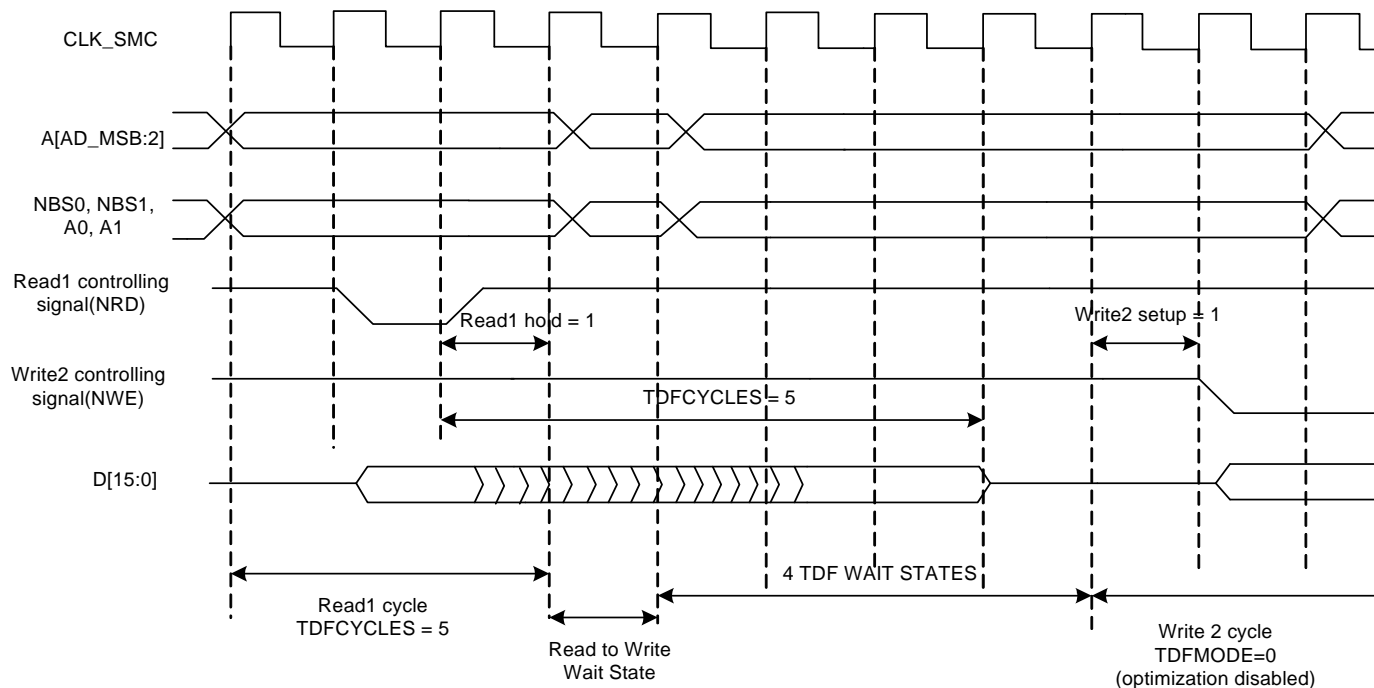 CLK_SMC
A[AD_MSB:2]
NBS0, NBS1,
A0, A1
Read1 controlling
signal(NRD)
Read1 hold = 1
Write2 setup = 1
Write2 controlling
signal(NWE)
TDFCYCLES = 5
D[15:0]
4 TDF WAIT STATES
Read1 cycle
TDFCYCLES = 5
Read to Write
Wait State
Write 2 cycle
TDFMODE=0
(optimization disabled)